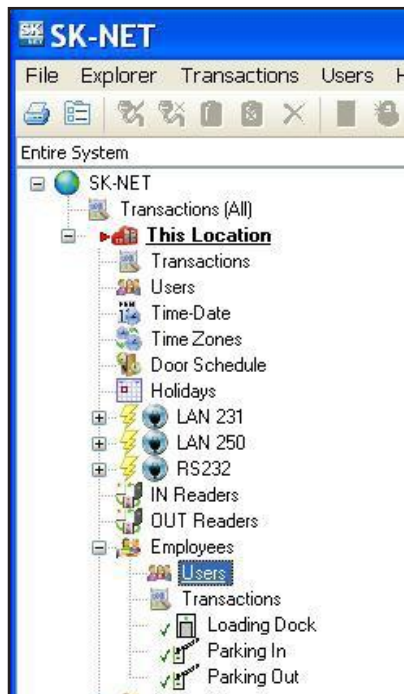 SK-NET
File Explorer Transactions Users H
Entire System
SK-NET
Transactions (All)
This Location
Transactions
Users
Time-Date
Time Zones
Door Schedule
Holidays
LAN 231
LAN 250
RS232
IN Readers
OUT Readers
Employees
Users
Transactions
Loading Dock
Parking In
Parking Out